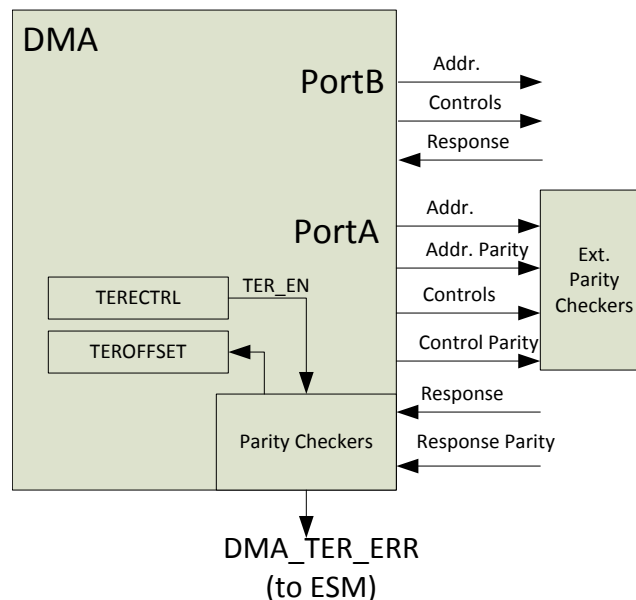 DMA
PortB
Addr.
Controls
Response
PortA
Addr.
Addr. Parity
Controls
Control Parity
Response
Response Parity
Ext.
Parity
Checkers
TERECTRL
TER_EN
TEROFFSET
Parity Checkers
DMA_TER_ERR
(to ESM)